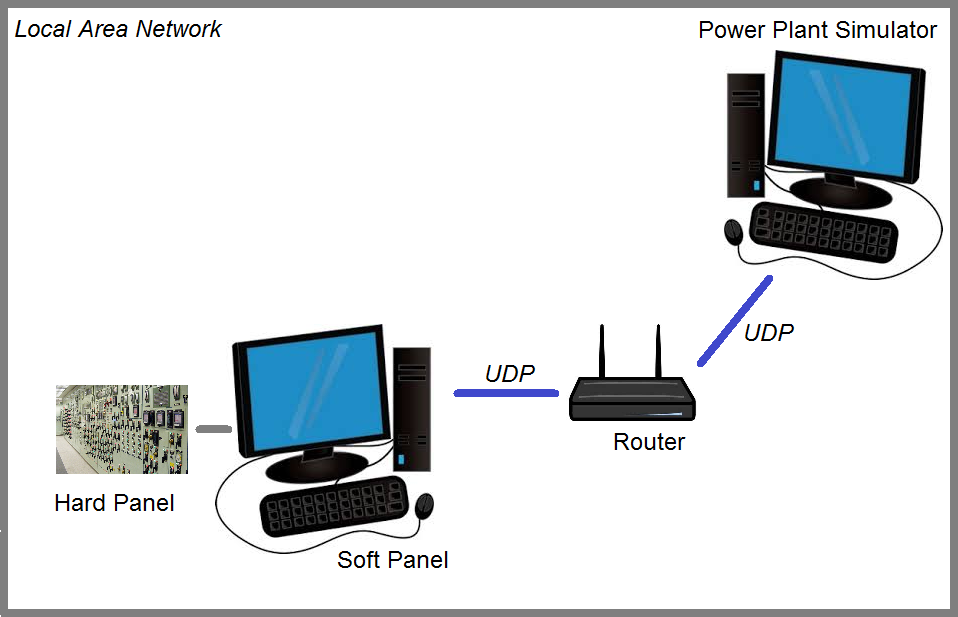 Local Area Network
Power Plant Simulator
UDP
UDP
Router
Hard Panel
Soft Panel